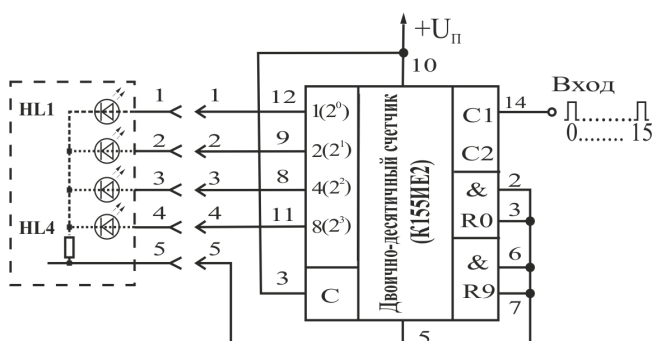 +Uп
10
HL1
1 1 12 1(2⁰)
2 2 9 2(2¹)
3 3 8 4(2²)
HL4
4 4 11 8(2³)
5 5
3 C
Двоично-десятичный счетчик
(К155ИЕ2)
C1 14
C2
& 2
R0 3
& 6
R9 7
5
Вход
0........ 15